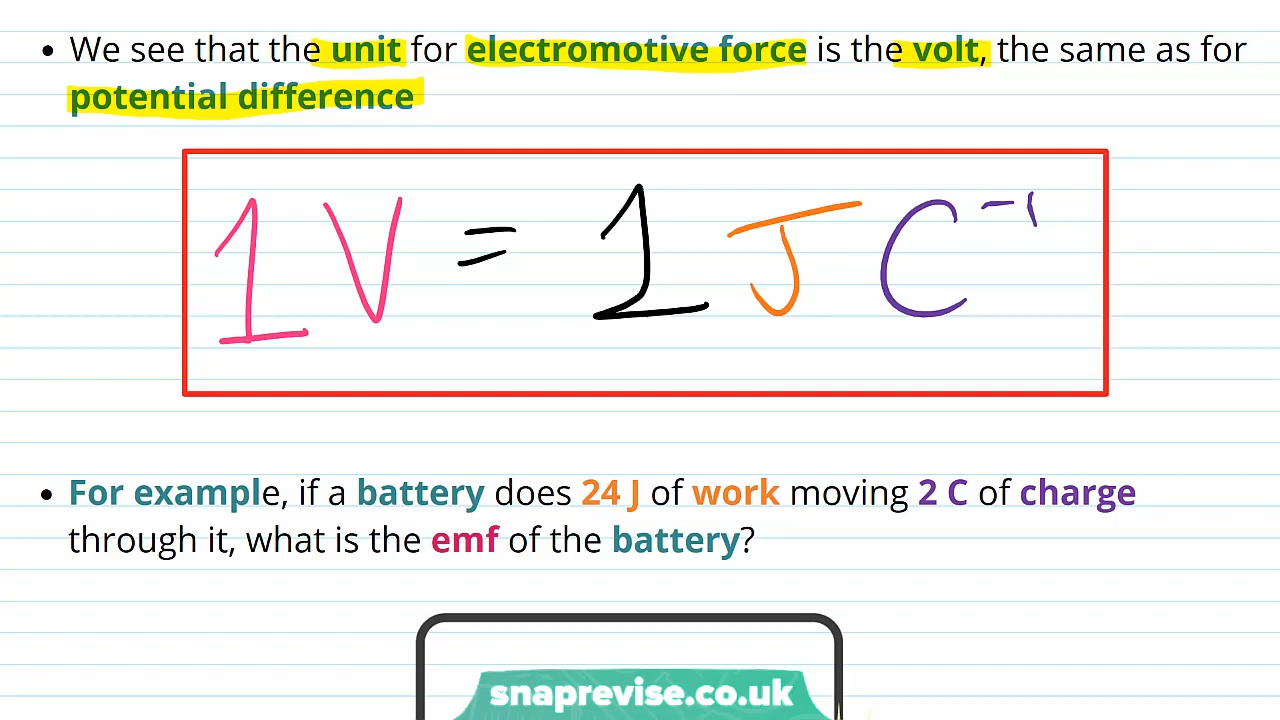 • We see that the unit for electromotive force is the volt, the same as for
potential difference
1 V = 1 J C⁻¹
• For example, if a battery does 24 J of work moving 2 C of charge
through it, what is the emf of the battery?
snaprevise.co.uk